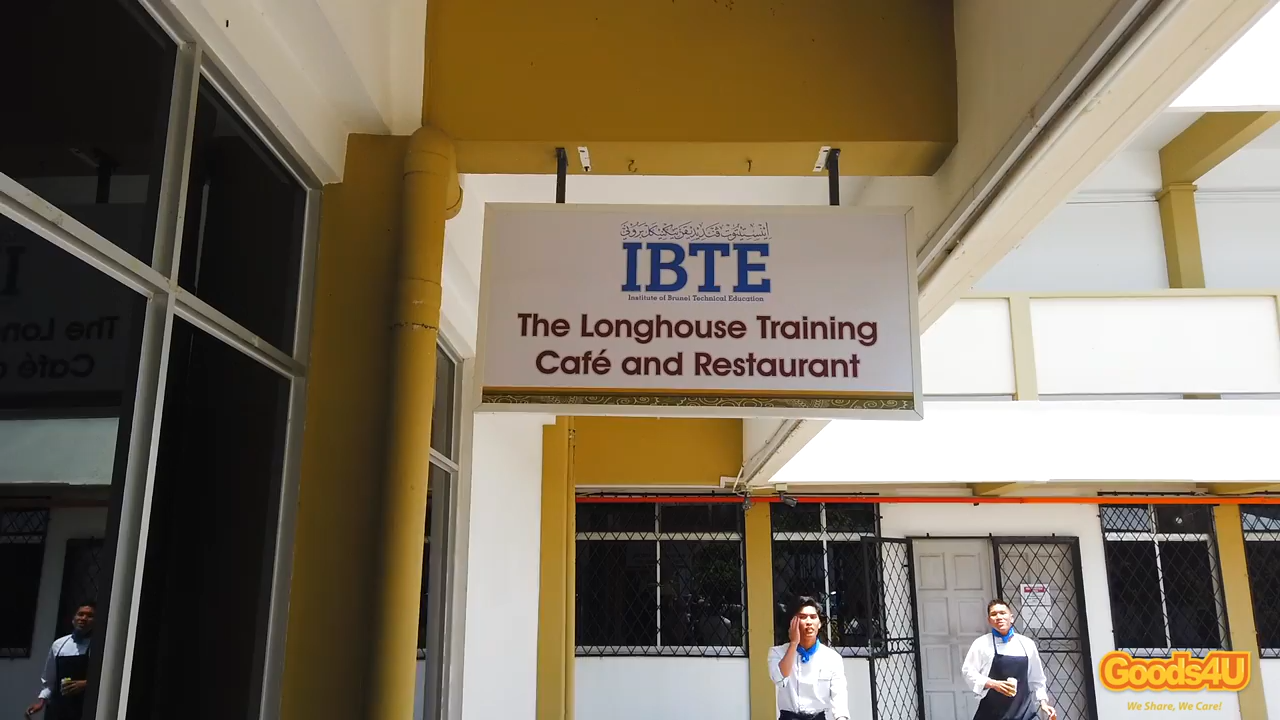 IBTE
Institute of Brunei Technical Education
The Longhouse Training
Café and Restaurant
Goods4U
We Share, We Care!